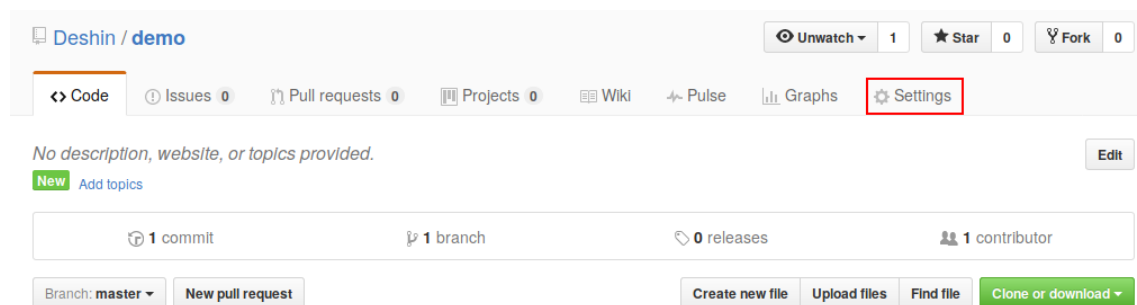 Deshin / demo
Unwatch 1 Star 0 Fork 0
Code Issues 0 Pull requests 0 Projects 0 Wiki Pulse Graphs Settings
No description, website, or topics provided. Edit
New Add topics
1 commit 1 branch 0 releases 1 contributor
Branch: master New pull request Create new file Upload files Find file Clone or download